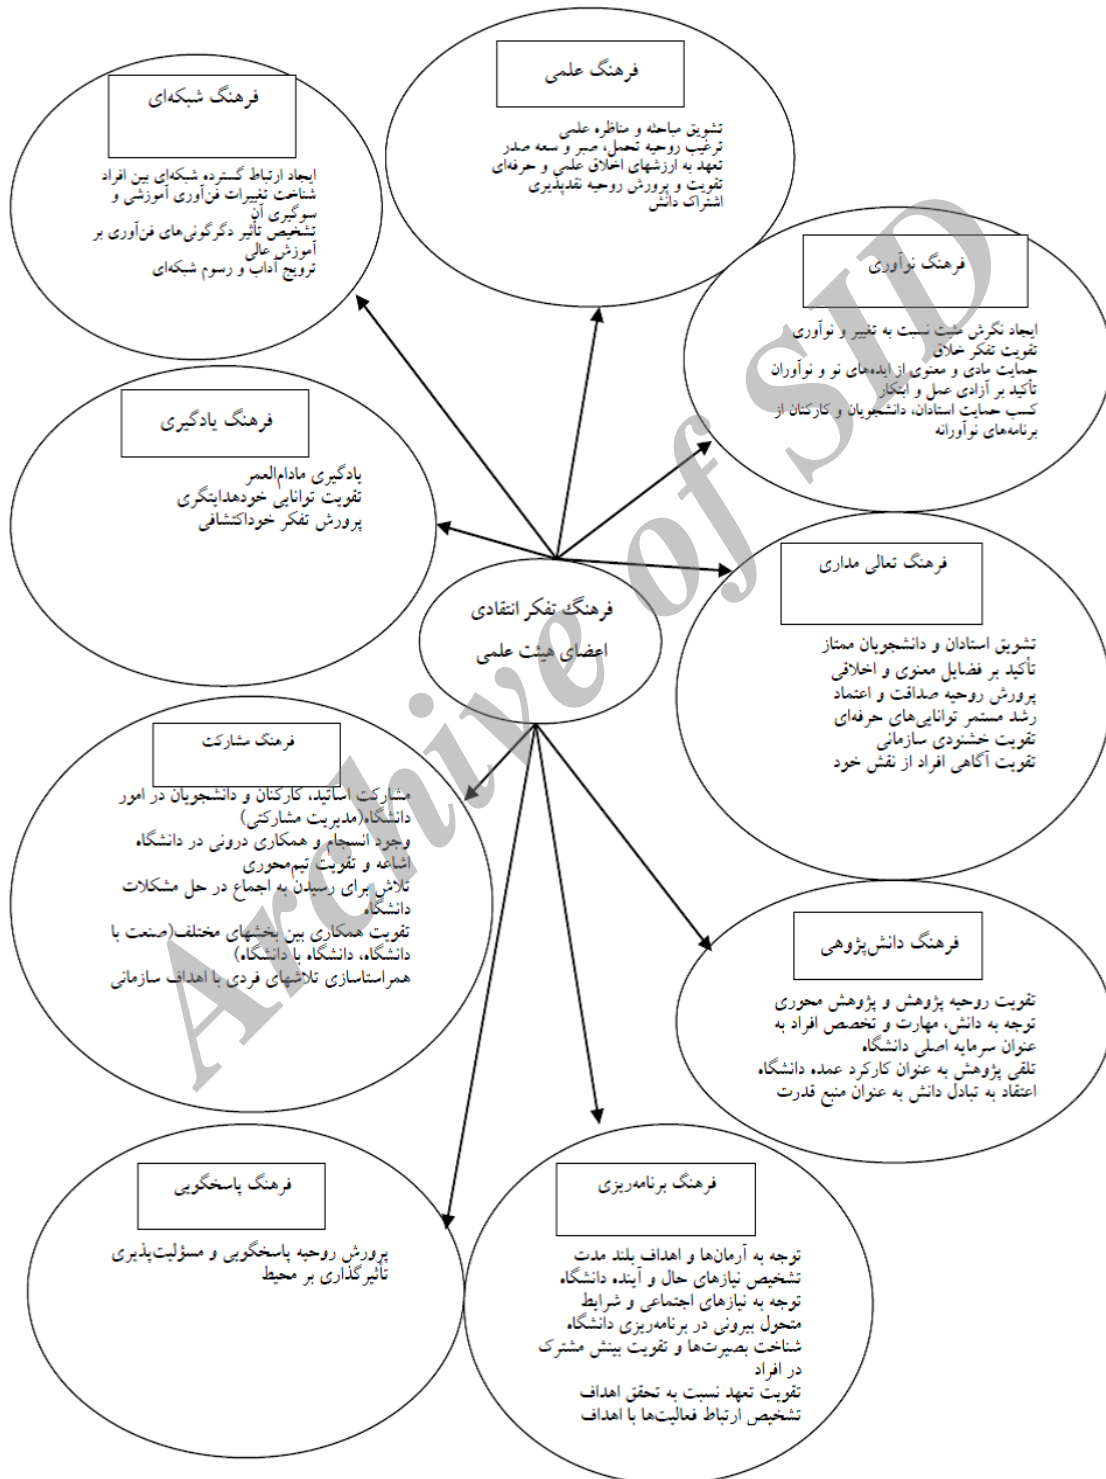 فرهنگ علمی
تشویق مباحثه و مناظره علمی
ترغیب روحیه تحمل، صبر و سعه صدر
تعهد به ارزشهای اخلاق علمی و حرفه‌ای
تقویت و پرورش روحیه نقدپذیری
اشتراک دانش
فرهنگ شبکه‌ای
ایجاد ارتباط گسترده شبکه‌ای بین افراد
شناخت تغییرات فن‌آوری آموزشی و
سوگیری آن
تشخیص تأثیر دگرگونی‌های فن‌آوری بر
آموزش عالی
ترویج آداب و رسوم شبکه‌ای
فرهنگ نوآوری
ایجاد نگرش مثبت نسبت به تغییر و نوآوری
تقویت تفکر خلاق
حمایت مادی و معنوی از ایده‌های نو و نوآوران
تأکید بر آزادی عمل و ابتکار
کسب حمایت استادان، دانشجویان و کارکنان از
برنامه‌های نوآورانه
فرهنگ یادگیری
یادگیری مادام‌العمر
تقویت توانایی خودهدایتگری
پرورش تفکر خوداکتشافی
فرهنگ تفکر انتقادی
اعضای هیئت علمی
فرهنگ تعالی مداری
تشویق استادان و دانشجویان ممتاز
تأکید بر فضایل معنوی و اخلاقی
پرورش روحیه صداقت و اعتماد
رشد مستمر توانایی‌های حرفه‌ای
تقویت خشنودی سازمانی
تقویت آگاهی افراد از نقش خود
فرهنگ مشارکت
مشارکت اساتید، کارکنان و دانشجویان در امور
دانشگاه(مدیریت مشارکتی)
وجود انسجام و همکاری درونی در دانشگاه
اشاعه و تقویت تیم‌محوری
تلاش برای رسیدن به اجماع در حل مشکلات
دانشگاه
تقویت همکاری بین بخشهای مختلف(صنعت با
دانشگاه، دانشگاه با دانشگاه)
همراستاسازی تلاشهای فردی با اهداف سازمانی
فرهنگ دانش‌پژوهی
تقویت روحیه پژوهش و پژوهش محوری
توجه به دانش، مهارت و تخصص افراد به
عنوان سرمایه اصلی دانشگاه
تلقی پژوهش به عنوان کارکرد عمده دانشگاه
اعتقاد به تبادل دانش به عنوان منبع قدرت
فرهنگ پاسخگویی
پرورش روحیه پاسخگویی و مسؤلیت‌پذیری
تأثیرگذاری بر محیط
فرهنگ برنامه‌ریزی
توجه به آرمان‌ها و اهداف بلند مدت
تشخیص نیازهای حال و آینده دانشگاه
توجه به نیازهای اجتماعی و شرایط
متحول بیرونی در برنامه‌ریزی دانشگاه
شناخت بصیرت‌ها و تقویت بینش مشترک
در افراد
تقویت تعهد نسبت به تحقق اهداف
تشخیص ارتباط فعالیت‌ها با اهداف
Archive of SID